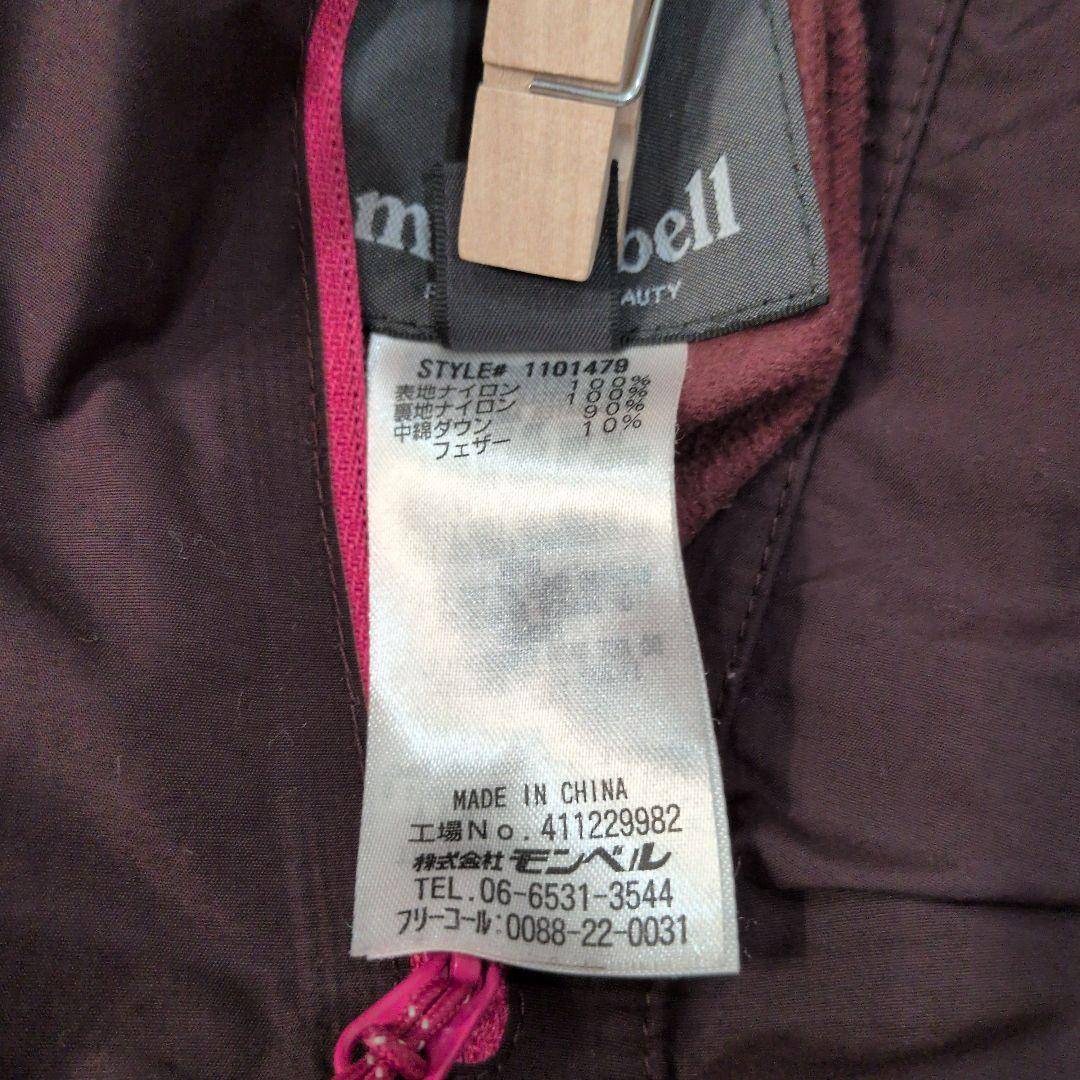 bell
AUTY
STYLE# 1101479
表地ナイロン 100%
裏地ナイロン 100%
中綿ダウン 90%
フェザー 10%
MADE IN CHINA
工場No. 411229982
株式会社 モンベル
TEL.06-6531-3544
フリーコール:0088-22-0031